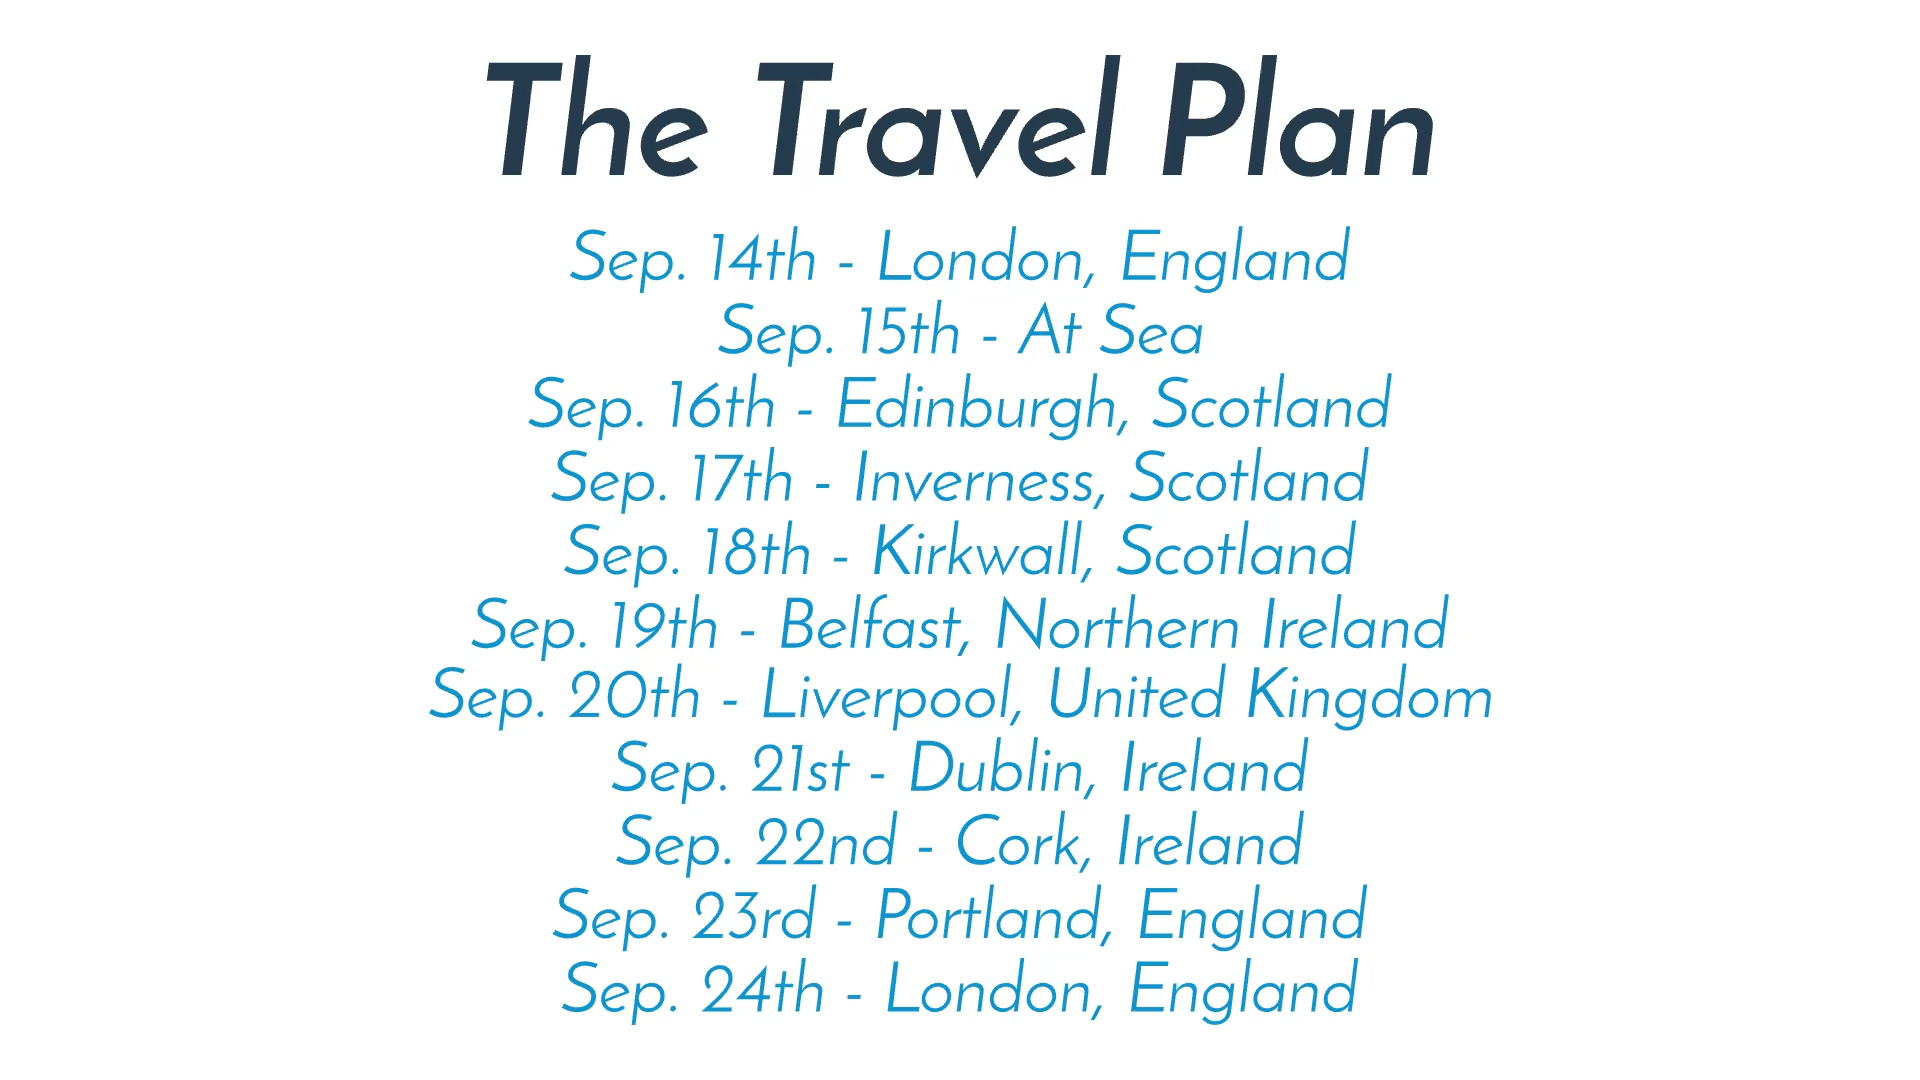 The Travel Plan
Sep. 14th - London, England
Sep. 15th - At Sea
Sep. 16th - Edinburgh, Scotland
Sep. 17th - Inverness, Scotland
Sep. 18th - Kirkwall, Scotland
Sep. 19th - Belfast, Northern Ireland
Sep. 20th - Liverpool, United Kingdom
Sep. 21st - Dublin, Ireland
Sep. 22nd - Cork, Ireland
Sep. 23rd - Portland, England
Sep. 24th - London, England